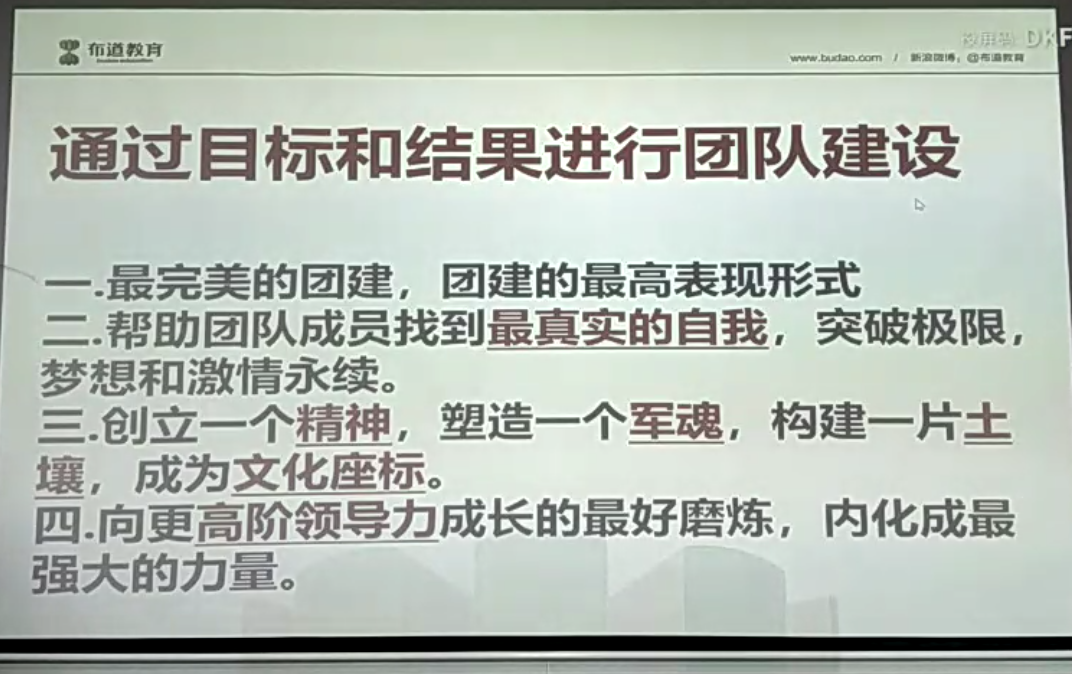 布道教育
www.budao.com / 新浪微博：@布道教育
投屏码 DKF
通过目标和结果进行团队建设
一.最完美的团建，团建的最高表现形式
二.帮助团队成员找到最真实的自我，突破极限，
梦想和激情永续。
三.创立一个精神，塑造一个军魂，构建一片土
壤，成为文化座标。
四.向更高阶领导力成长的最好磨炼，内化成最
强大的力量。